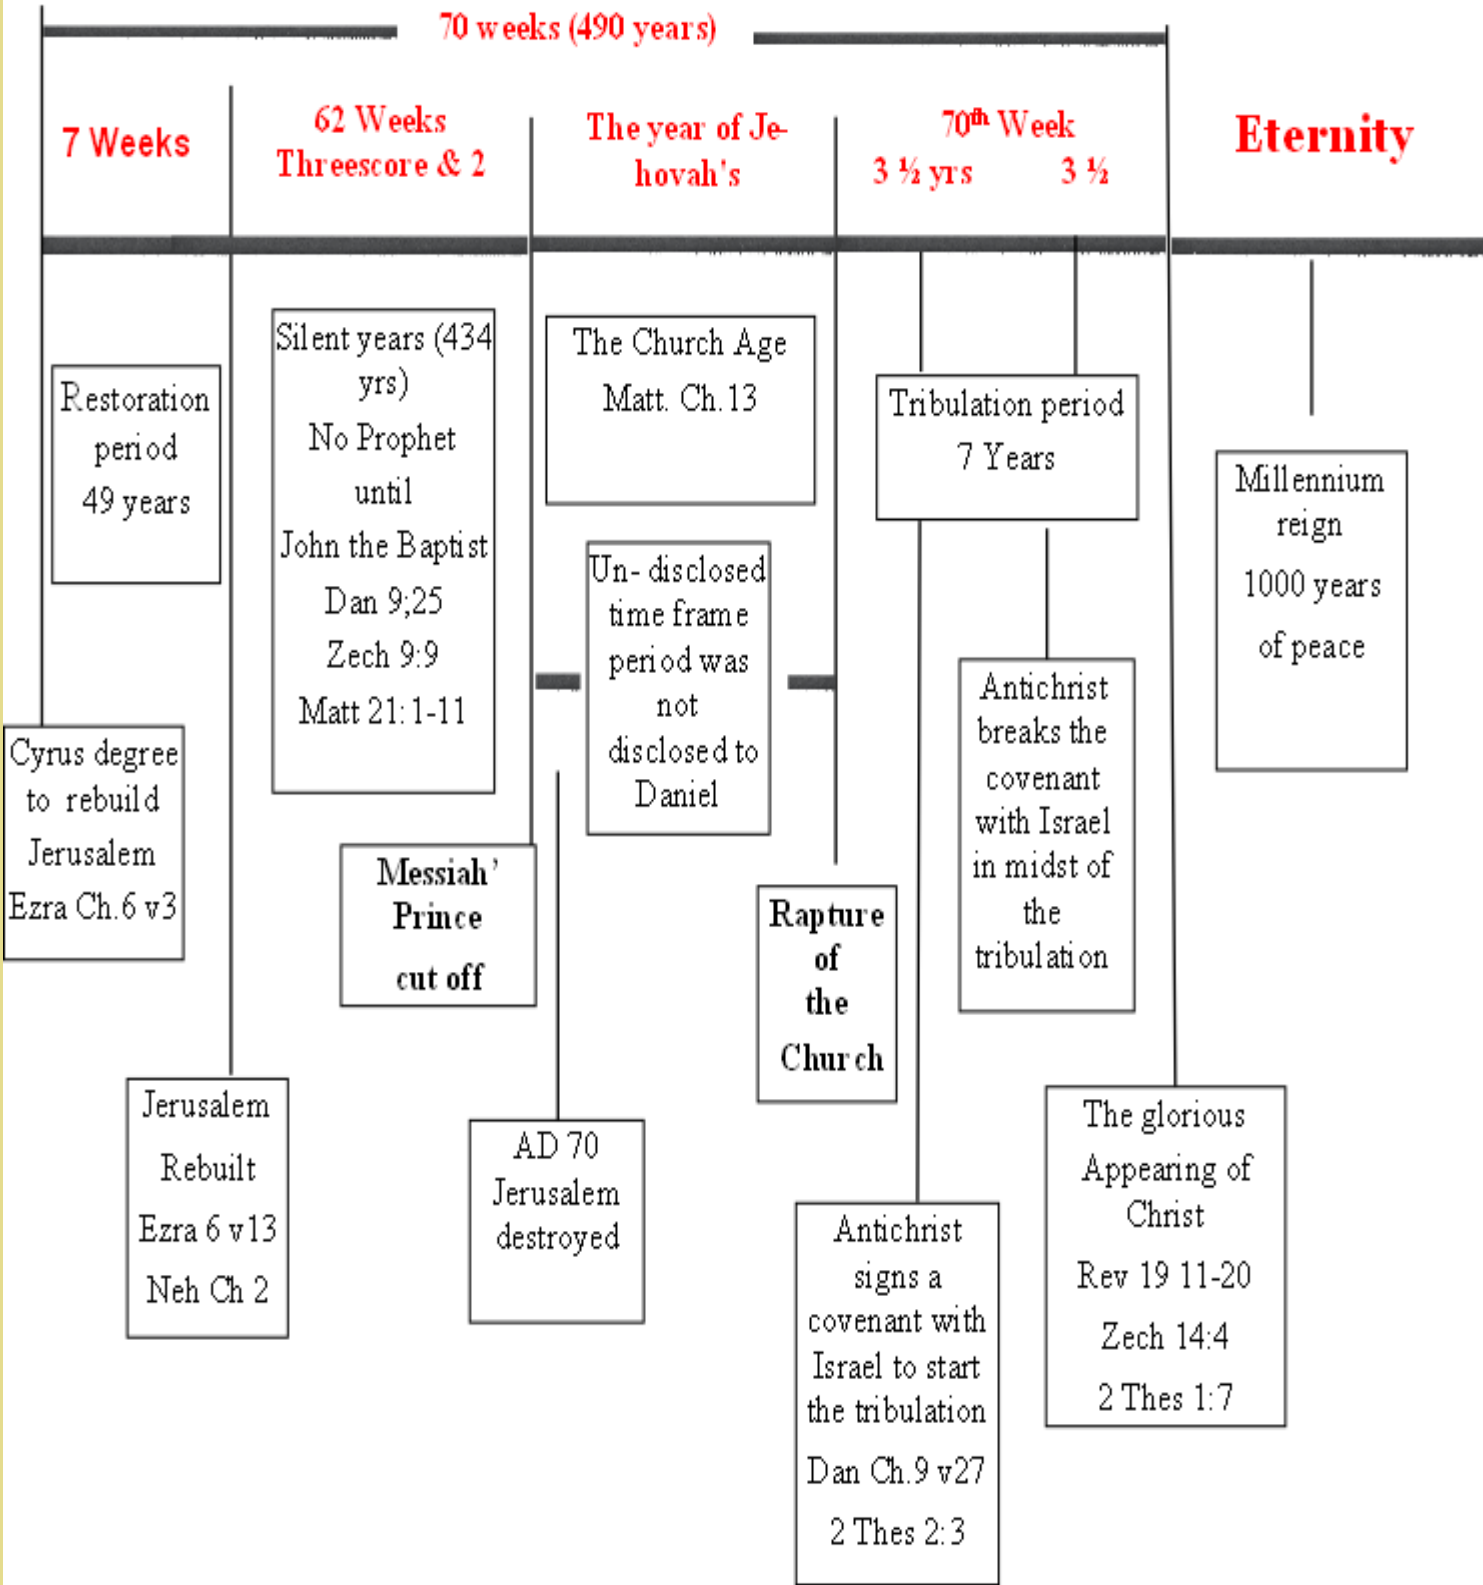 70 weeks (490 years)
7 Weeks
62 Weeks
Threescore & 2
The year of Je-
hovah's
70th Week
3 ½ yrs 3 ½
Eternity
Restoration
period
49 years
Silent years (434
yrs)
No Prophet
until
John the Baptist
Dan 9;25
Zech 9:9
Matt 21:1-11
The Church Age
Matt. Ch.13
Un- disclosed
time frame
period was
not
disclosed to
Daniel
Tribulation period
7 Years
Millennium
reign
1000 years
of peace
Cyrus degree
to rebuild
Jerusalem
Ezra Ch.6 v3
Messiah’
Prince
cut off
Rapture
of
the
Church
Antichrist
breaks the
covenant
with Israel
in midst of
the
tribulation
Jerusalem
Rebuilt
Ezra 6 v13
Neh Ch 2
AD 70
Jerusalem
destroyed
Antichrist
signs a
covenant with
Israel to start
the tribulation
Dan Ch.9 v27
2 Thes 2:3
The glorious
Appearing of
Christ
Rev 19 11-20
Zech 14:4
2 Thes 1:7